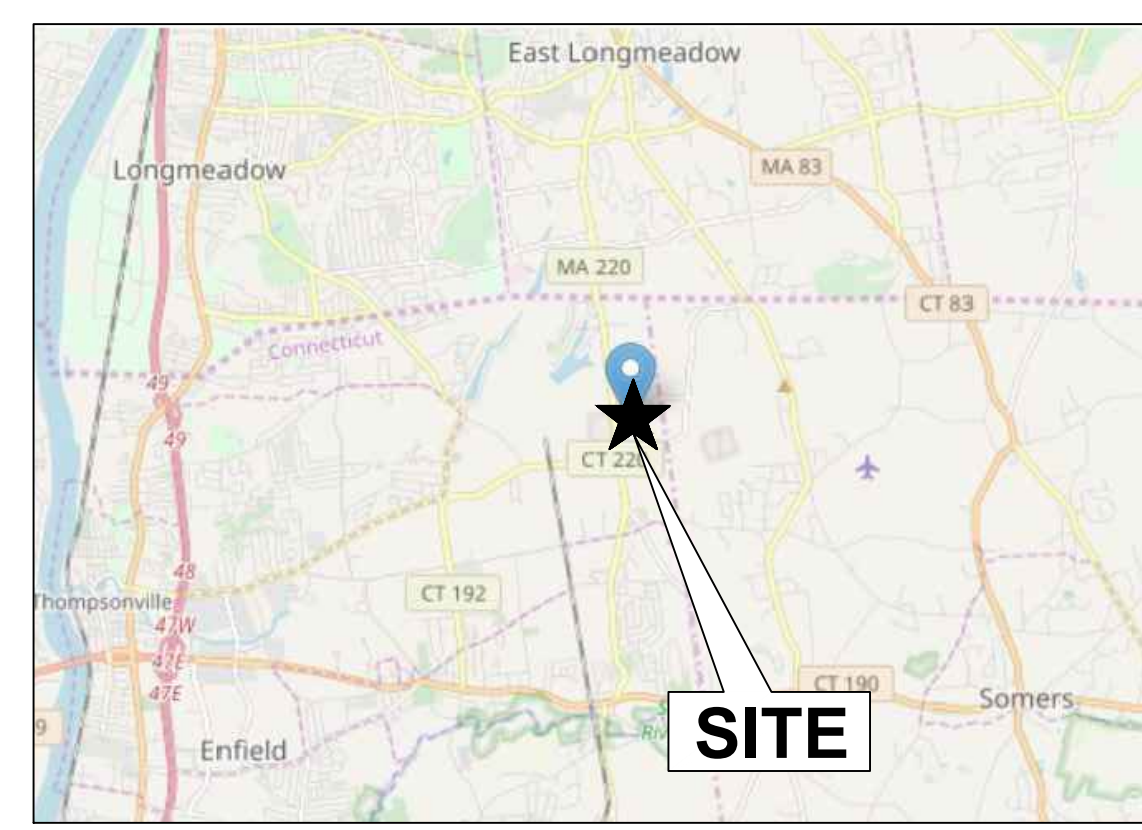 East Longmeadow
Longmeadow
MA 83
MA 220
CT 83
Connecticut
49
49
CT 22
48
CT 192
Thompsonville
47W
47E
47E
CT 190
Somers
9
SITE
Enfield